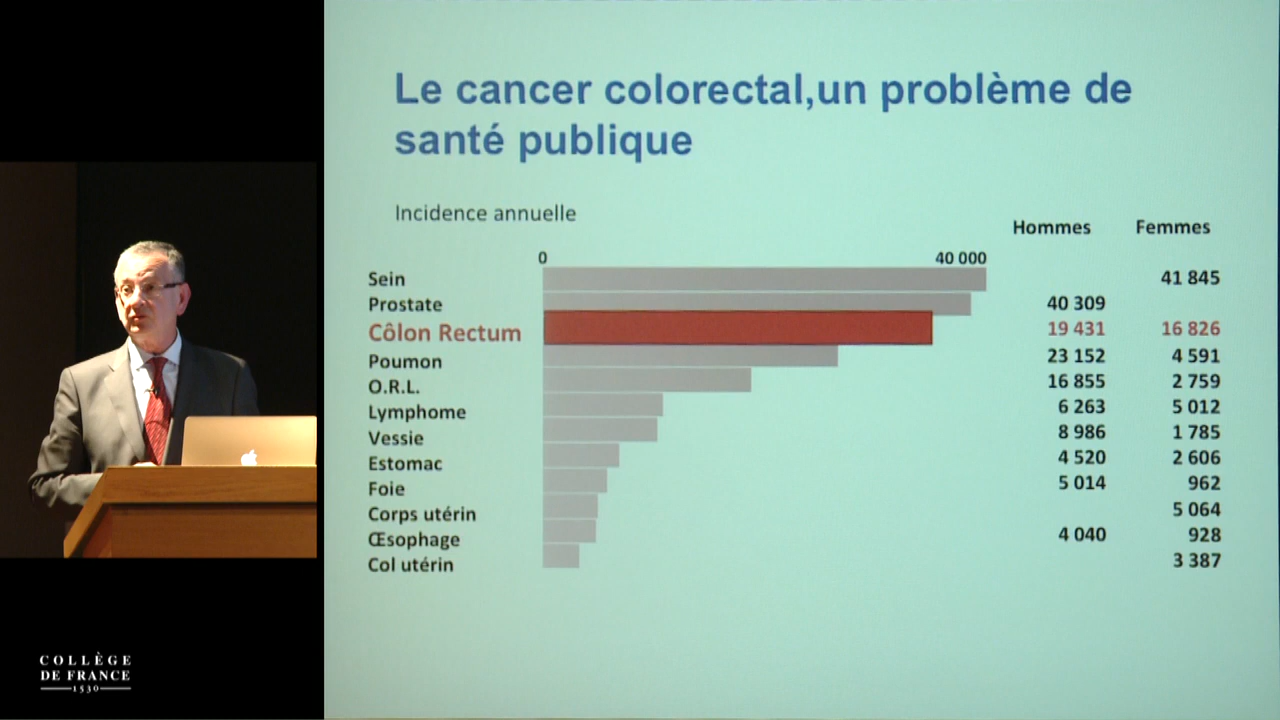 Le cancer colorectal,un problème de
santé publique
Incidence annuelle
Hommes Femmes
0 40 000
Sein 41 845
Prostate 40 309
Côlon Rectum 19 431 16 826
Poumon 23 152 4 591
O.R.L. 16 855 2 759
Lymphome 6 263 5 012
Vessie 8 986 1 785
Estomac 4 520 2 606
Foie 5 014 962
Corps utérin 5 064
Œsophage 4 040 928
Col utérin 3 387
COLLÈGE
DE FRANCE
1530